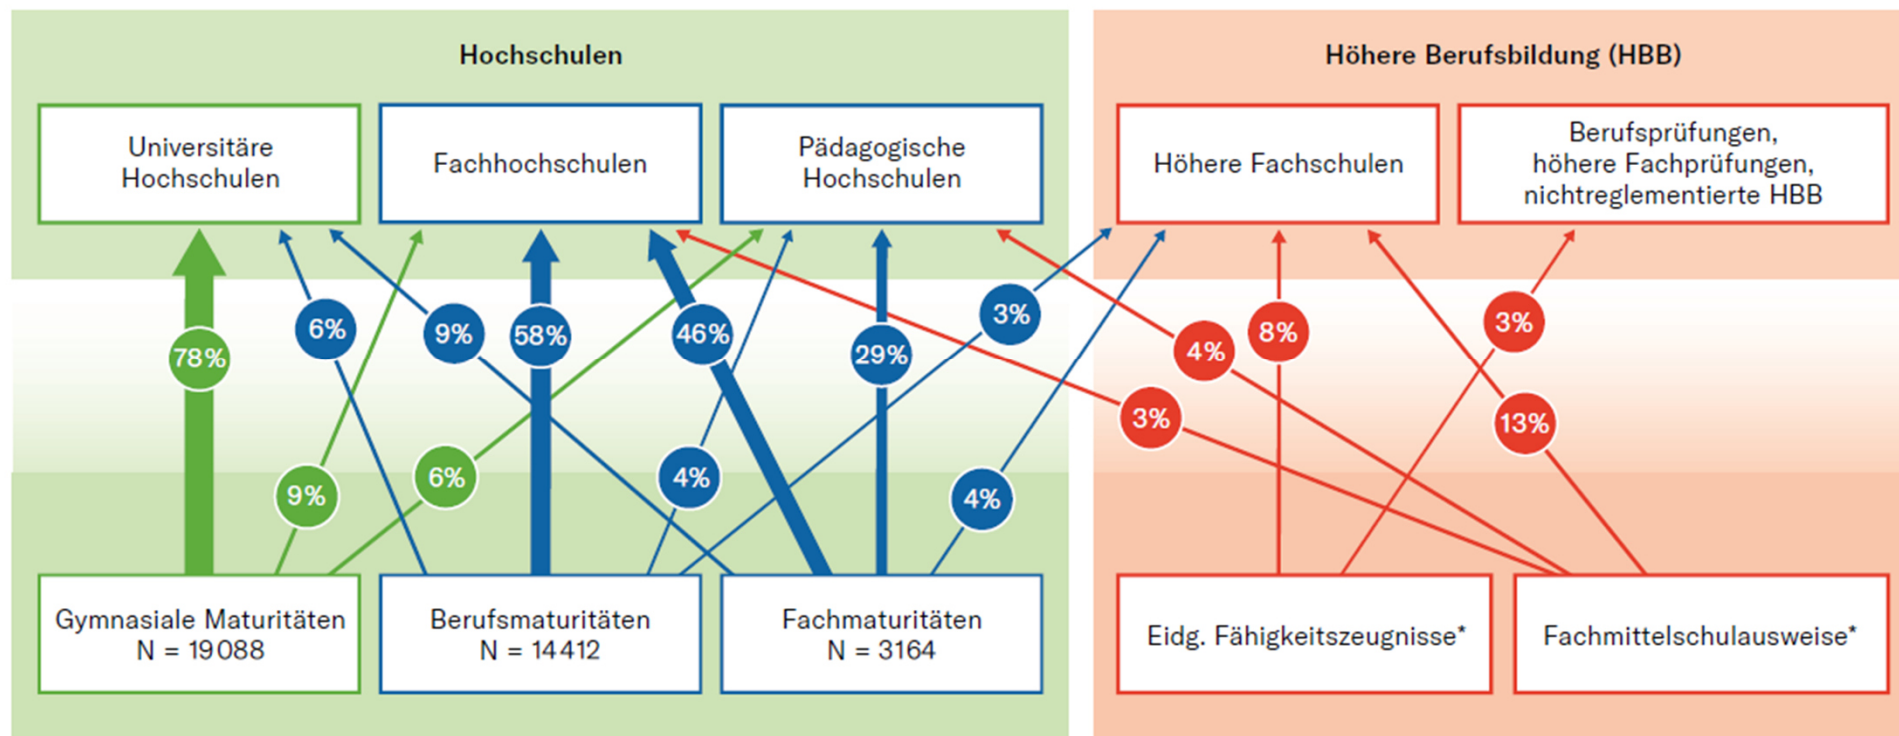 Hochschulen
Höhere Berufsbildung (HBB)
Universitäre
Hochschulen
Fachhochschulen
Pädagogische
Hochschulen
Höhere Fachschulen
Berufsprüfungen,
höhere Fachprüfungen,
nichtreglementierte HBB
78%
6%
9%
58%
46%
29%
3%
4%
8%
3%
9%
6%
4%
4%
3%
13%
Gymnasiale Maturitäten
N = 19088
Berufsmaturitäten
N = 14412
Fachmaturitäten
N = 3164
Eidg. Fähigkeitszeugnisse*
Fachmittelschulausweise*